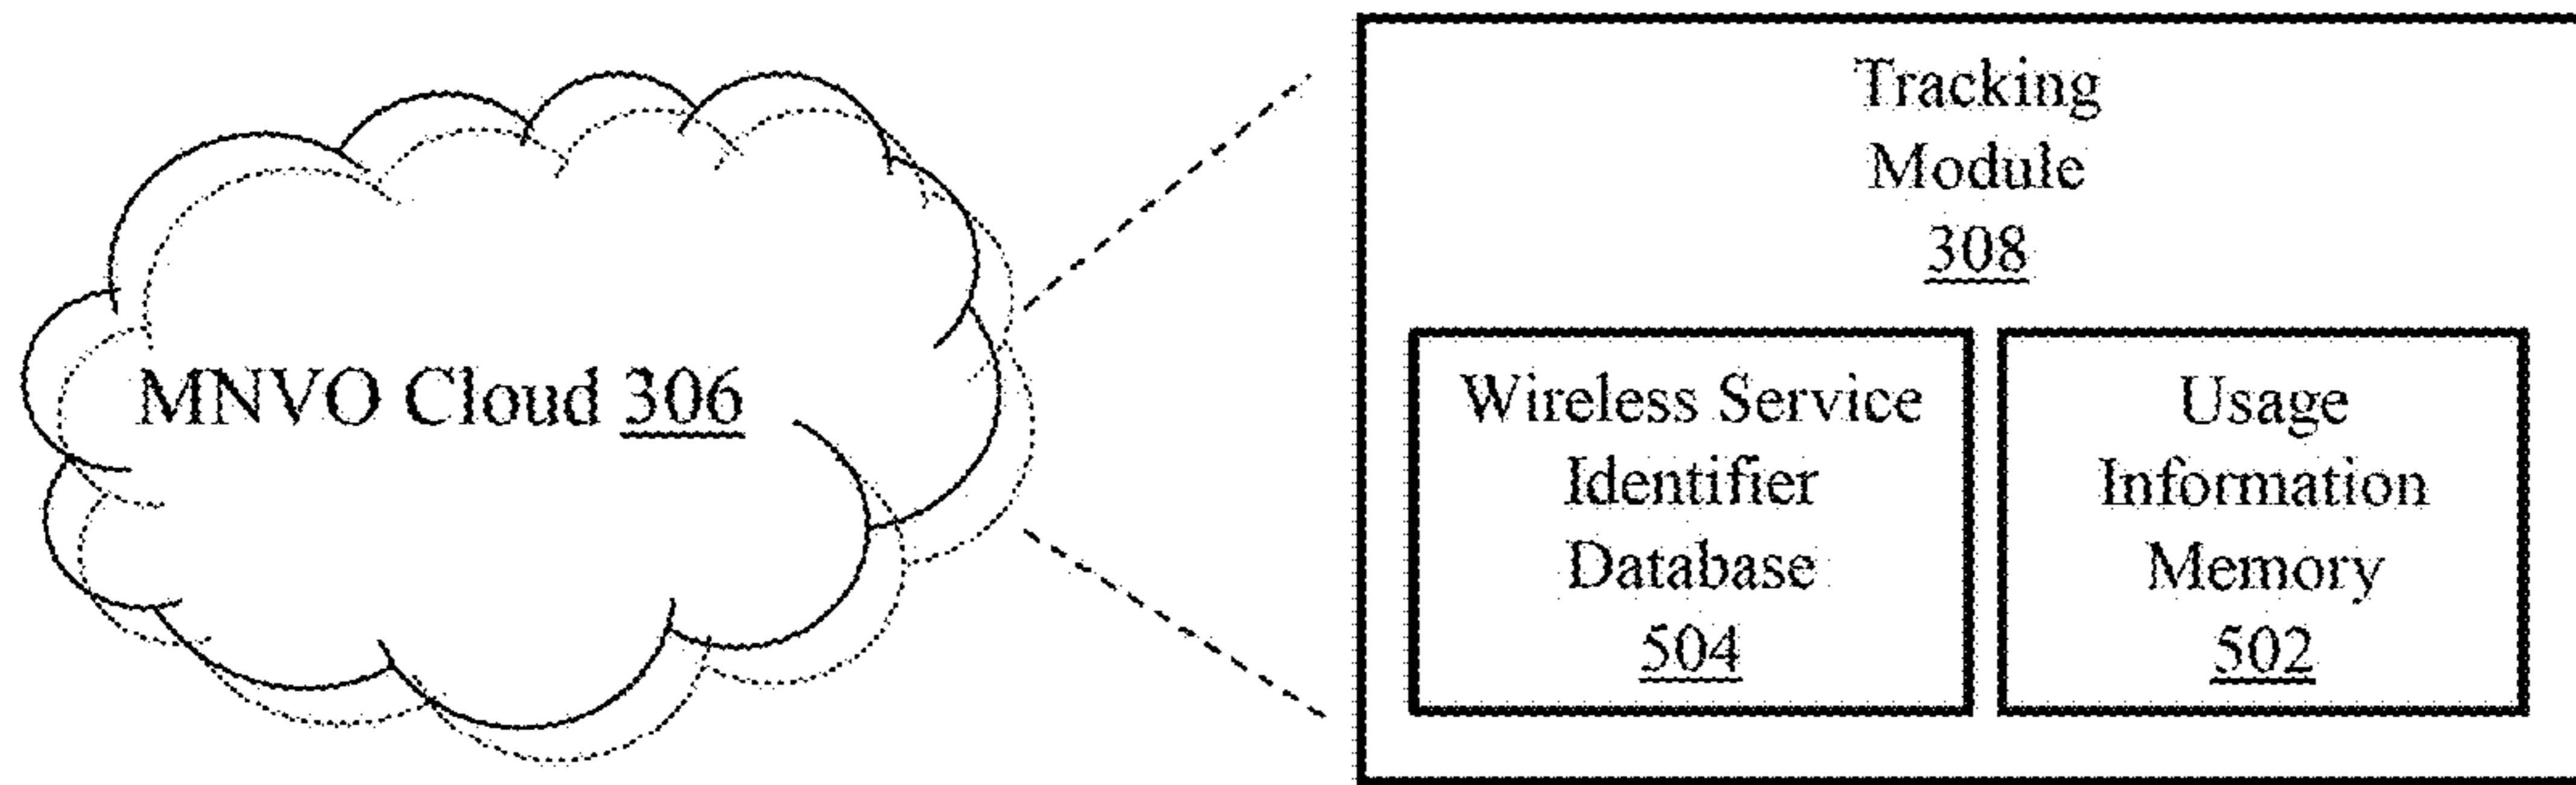 MNVO Cloud 306
Tracking
Module
308
Wireless Service
Identifier
Database
504
Usage
Information
Memory
502